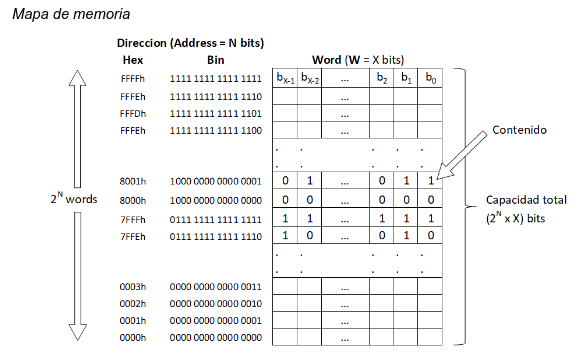 Mapa de memoria
Direccion (Address = N bits)
Hex Bin Word (W = X bits)
FFFFh 1111 1111 1111 1111 bX-1 bX-2 ... b2 b1 b0
FFFEh 1111 1111 1111 1110 ...
FFFDh 1111 1111 1111 1101 ...
FFFEh 1111 1111 1111 1100 ...
. . . . .
. . . . .
8001h 1000 0000 0000 0001 0 1 ... 0 1 1
8000h 1000 0000 0000 0000 0 0 ... 0 0 0
7FFFh 0111 1111 1111 1111 1 1 ... 1 1 1
7FFEh 0111 1111 1111 1110 1 0 ... 0 1 0
. . . . .
. . . . .
0003h 0000 0000 0000 0011 ...
0002h 0000 0000 0000 0010 ...
0001h 0000 0000 0000 0001 ...
0000h 0000 0000 0000 0000 ...
2^N words
Contenido
Capacidad total
(2^N x X) bits